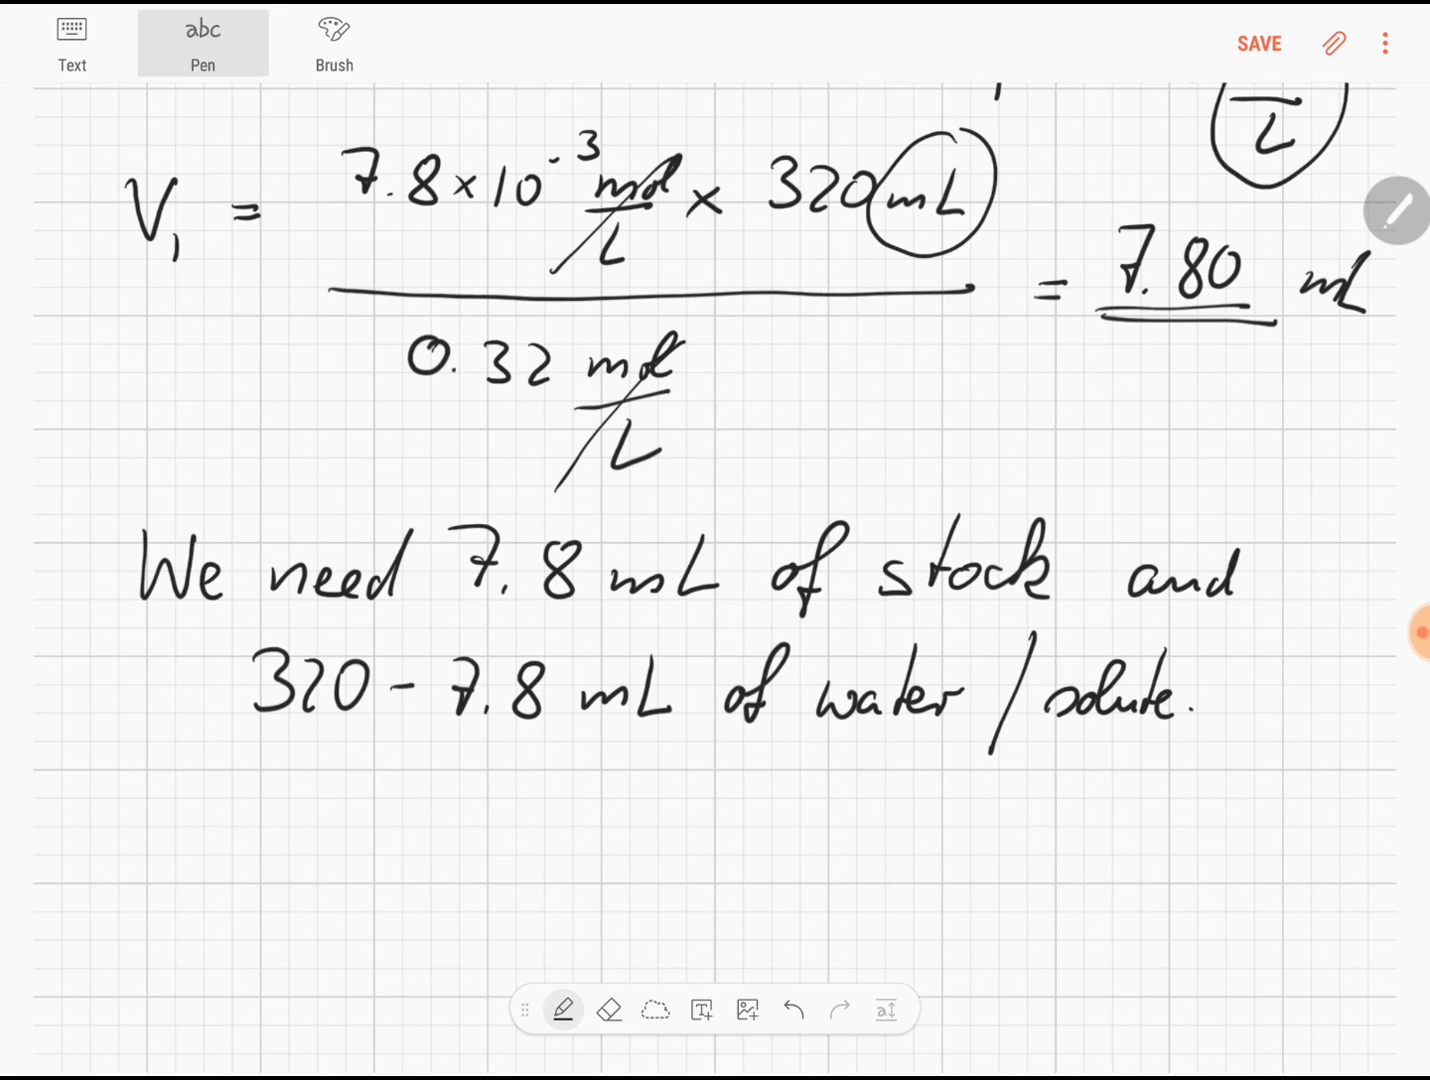 Text abc Pen Brush SAVE
L
V₁ = 7.8 × 10⁻³ mol/L × 320 mL / 0.32 mol/L = 7.80 mL
We need 7.8 mL of stock and
320 - 7.8 mL of water / solute.